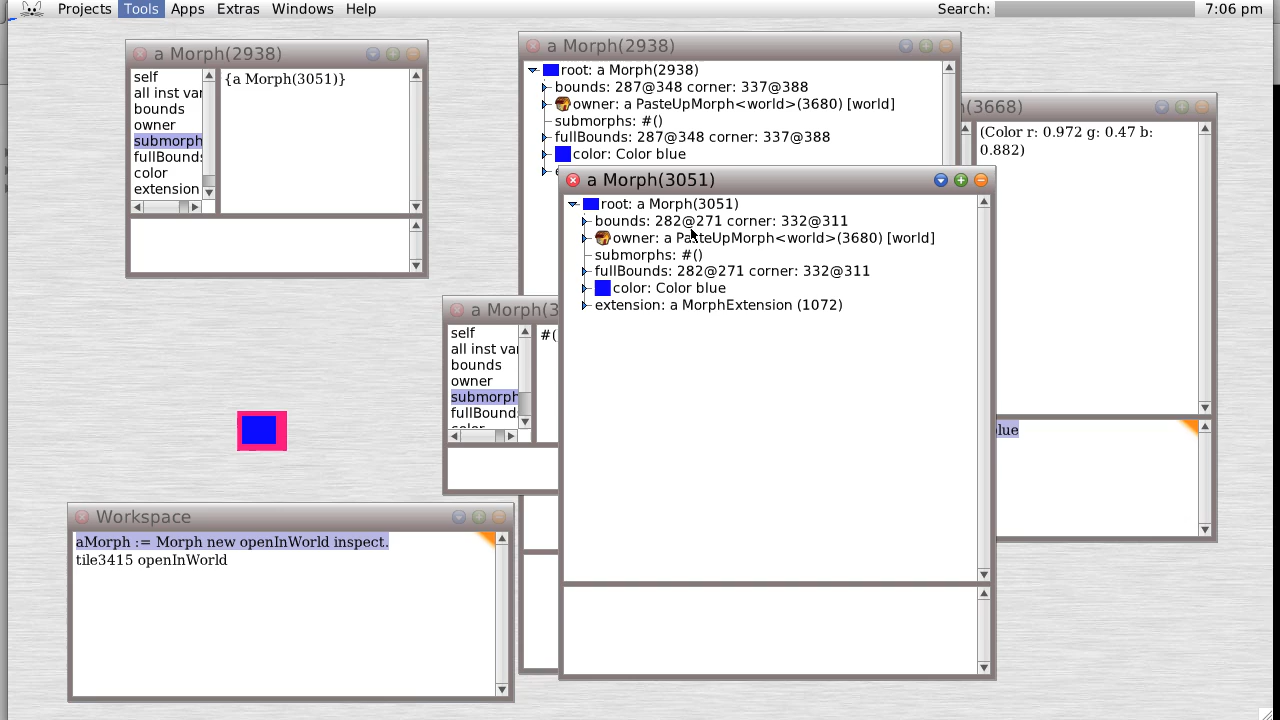 Projects Tools Apps Extras Windows Help Search: 7:06 pm
a Morph(2938)
self
all inst var
bounds
owner
submorph
fullBounds
color
extension
{a Morph(3051)}
a Morph(2938)
root: a Morph(2938)
bounds: 287@348 corner: 337@388
owner: a PasteUpMorph<world>(3680) [world]
submorphs: #()
fullBounds: 287@348 corner: 337@388
color: Color blue
(3668)
(Color r: 0.972 g: 0.47 b:
0.882)
blue
a Morph(3
self
all inst var
bounds
owner
submorph
fullBound
#(
a Morph(3051)
root: a Morph(3051)
bounds: 282@271 corner: 332@311
owner: a PasteUpMorph<world>(3680) [world]
submorphs: #()
fullBounds: 282@271 corner: 332@311
color: Color blue
extension: a MorphExtension (1072)
Workspace
aMorph := Morph new openInWorld inspect.
tile3415 openInWorld